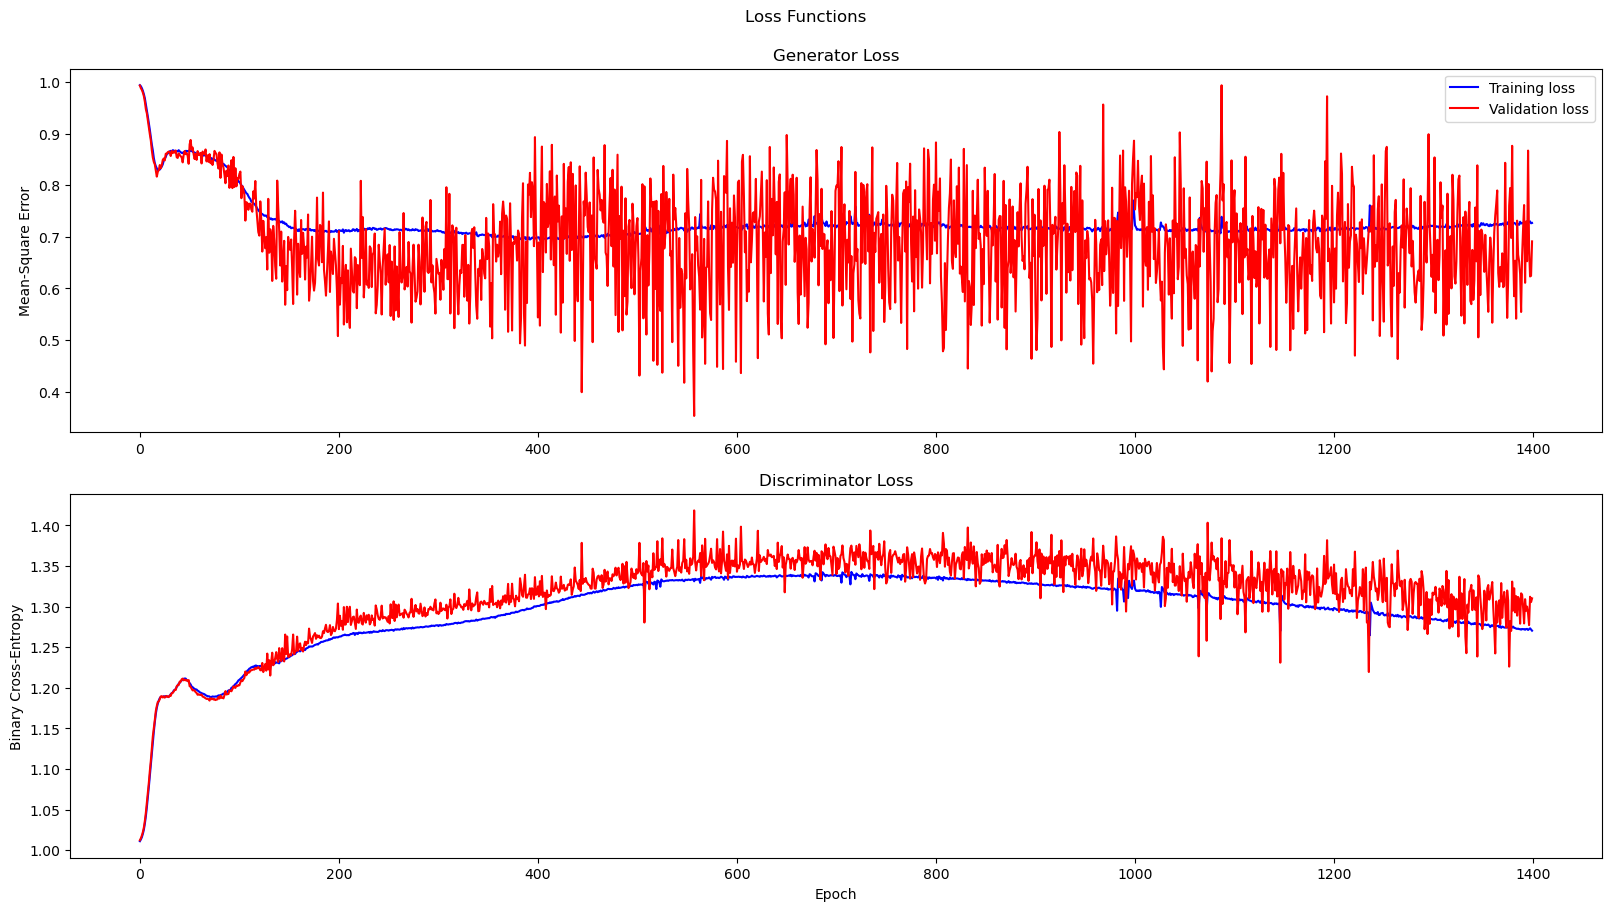 Loss Functions
Generator Loss
Mean-Square Error
1.0
0.9
0.8
0.7
0.6
0.5
0.4
Training loss
Validation loss
0 200 400 600 800 1000 1200 1400
Discriminator Loss
Binary Cross-Entropy
1.40
1.35
1.30
1.25
1.20
1.15
1.10
1.05
1.00
0 200 400 600 800 1000 1200 1400
Epoch